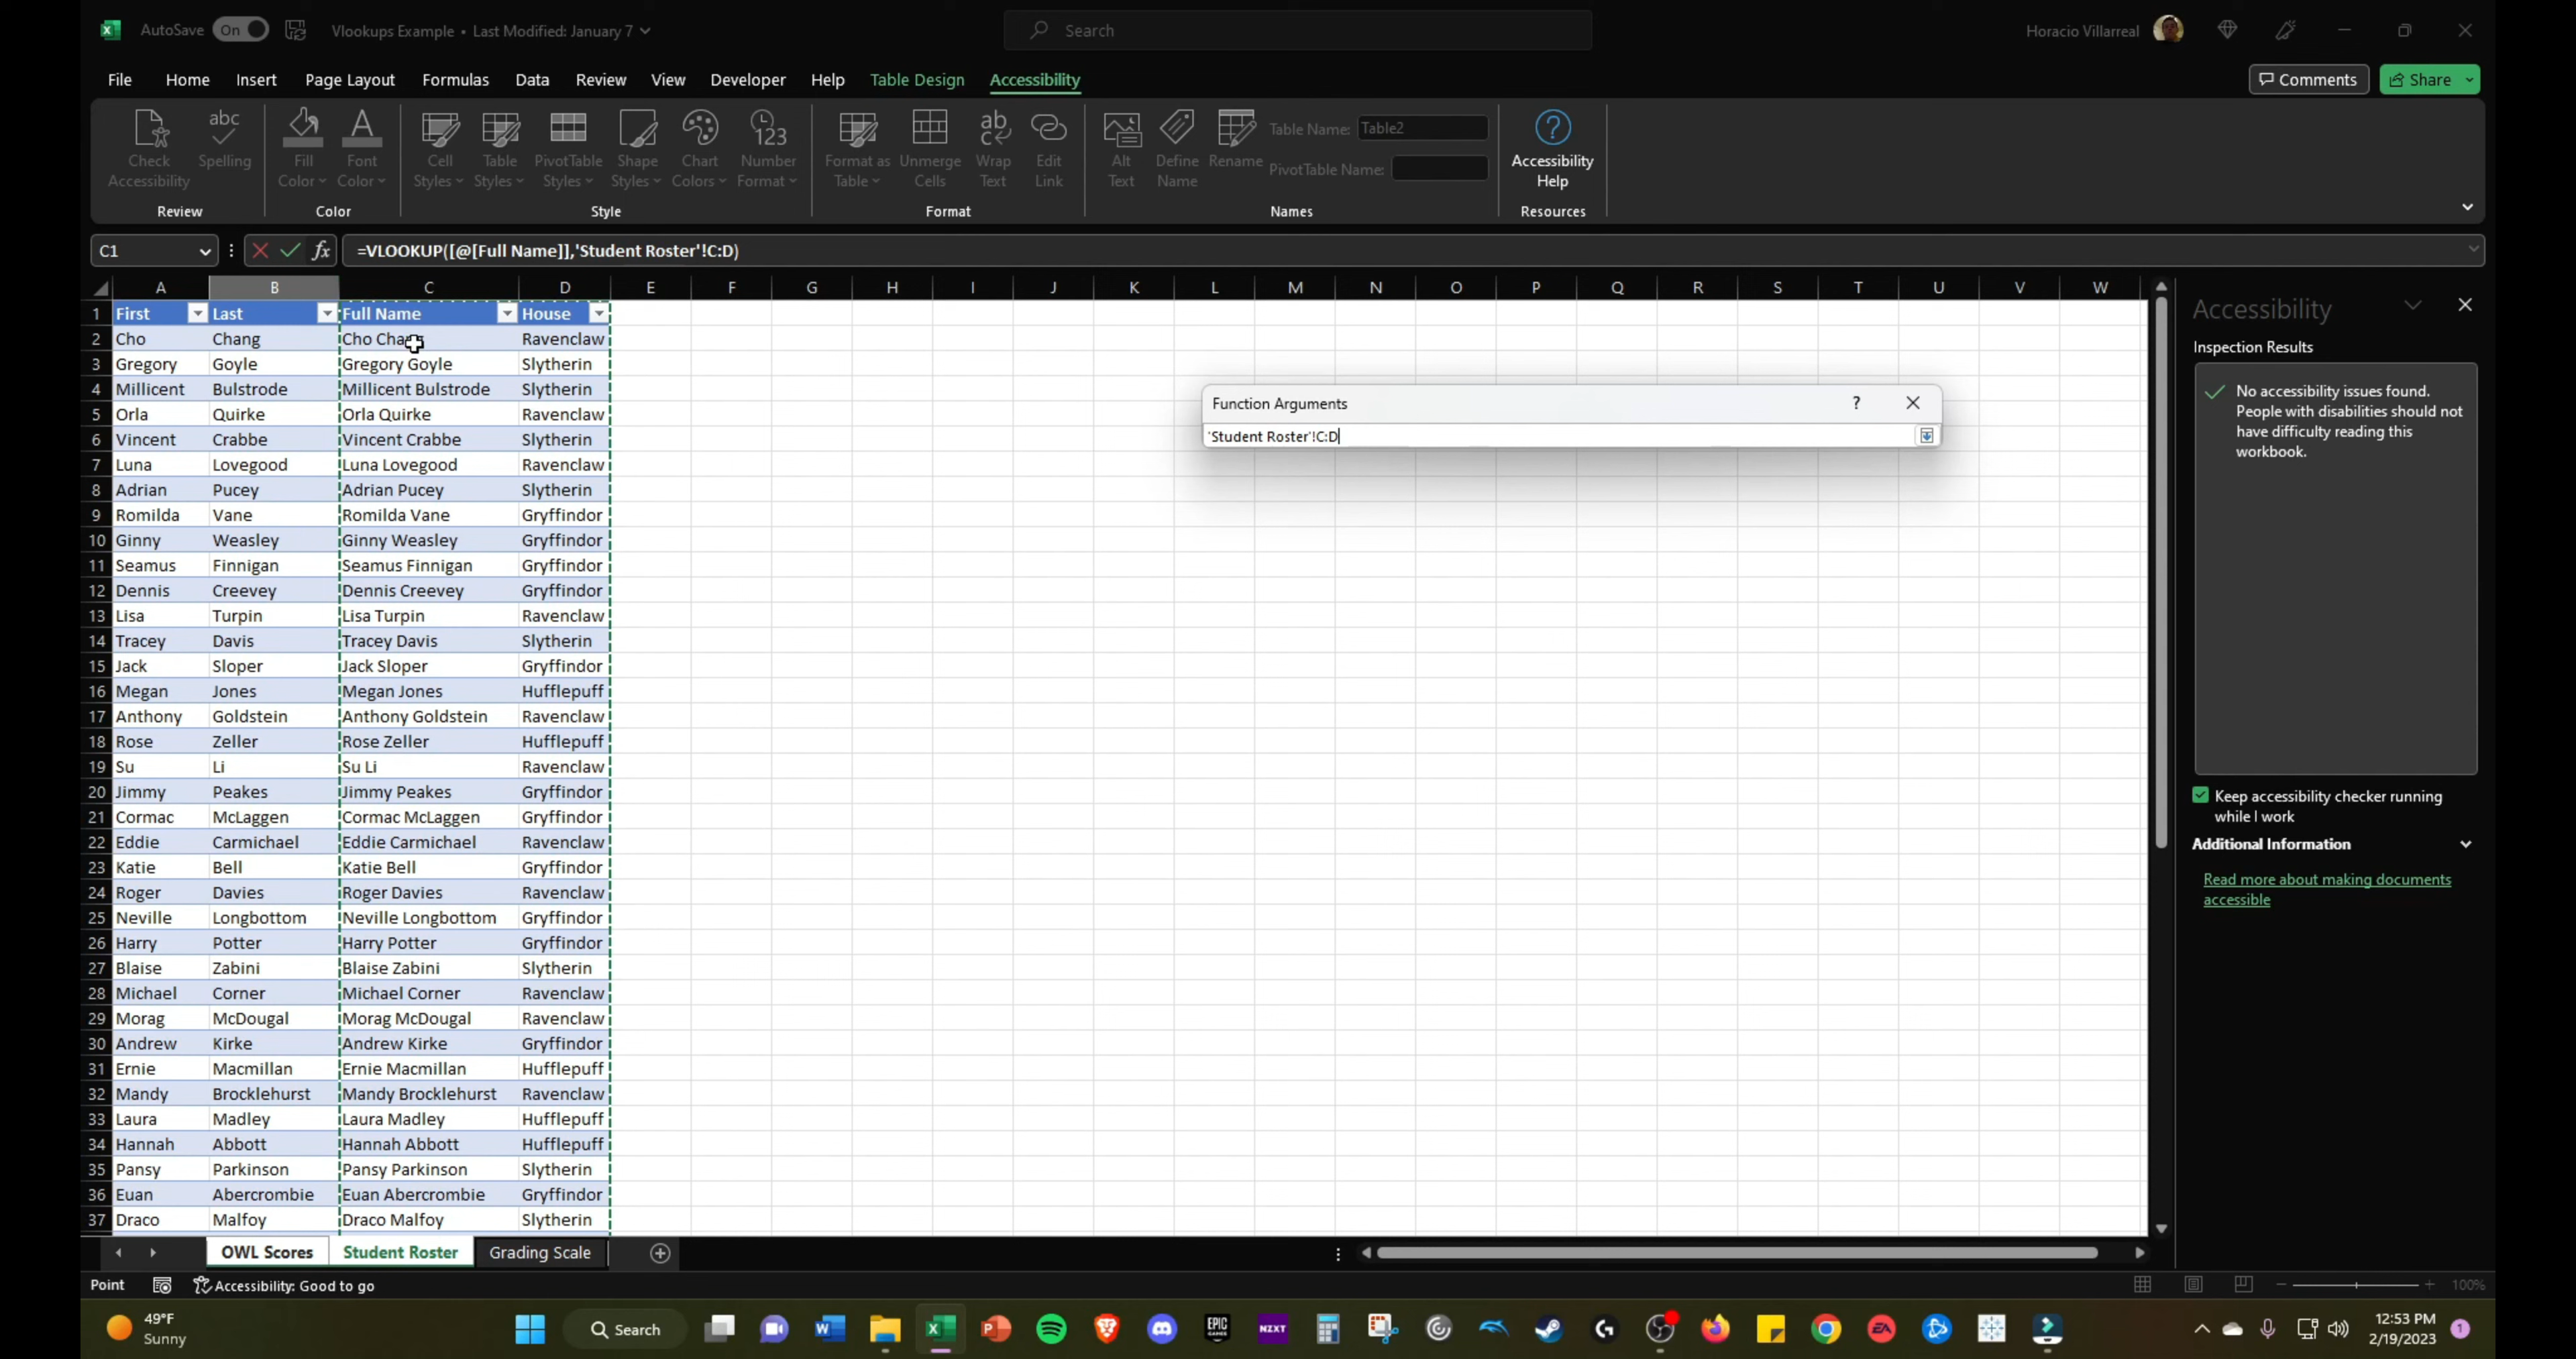 AutoSave On Vlookups Example • Last Modified: January 7 Search Horacio Villarreal
File Home Insert Page Layout Formulas Data Review View Developer Help Table Design Accessibility Comments Share
Check Accessibility Spelling Fill Color Font Color Cell Styles Table Styles PivotTable Styles Shape Styles Chart Colors Number Format Format as Table Unmerge Cells Wrap Text Edit Link Alt Text Define Name Rename Table Name: Table2 PivotTable Name: Accessibility Help
Review Color Style Format Names Resources
C1 fx =VLOOKUP([@[Full Name]],'Student Roster'!C:D)
A B C D E F G H I J K L M N O P Q R S T U V W
1 First Last Full Name House
2 Cho Chang Cho Chang Ravenclaw
3 Gregory Goyle Gregory Goyle Slytherin
4 Millicent Bulstrode Millicent Bulstrode Slytherin
5 Orla Quirke Orla Quirke Ravenclaw
6 Vincent Crabbe Vincent Crabbe Slytherin
7 Luna Lovegood Luna Lovegood Ravenclaw
8 Adrian Pucey Adrian Pucey Slytherin
9 Romilda Vane Romilda Vane Gryffindor
10 Ginny Weasley Ginny Weasley Gryffindor
11 Seamus Finnigan Seamus Finnigan Gryffindor
12 Dennis Creevey Dennis Creevey Gryffindor
13 Lisa Turpin Lisa Turpin Ravenclaw
14 Tracey Davis Tracey Davis Slytherin
15 Jack Sloper Jack Sloper Gryffindor
16 Megan Jones Megan Jones Hufflepuff
17 Anthony Goldstein Anthony Goldstein Ravenclaw
18 Rose Zeller Rose Zeller Hufflepuff
19 Su Li Su Li Ravenclaw
20 Jimmy Peakes Jimmy Peakes Gryffindor
21 Cormac McLaggen Cormac McLaggen Gryffindor
22 Eddie Carmichael Eddie Carmichael Ravenclaw
23 Katie Bell Katie Bell Gryffindor
24 Roger Davies Roger Davies Ravenclaw
25 Neville Longbottom Neville Longbottom Gryffindor
26 Harry Potter Harry Potter Gryffindor
27 Blaise Zabini Blaise Zabini Slytherin
28 Michael Corner Michael Corner Ravenclaw
29 Morag McDougal Morag McDougal Ravenclaw
30 Andrew Kirke Andrew Kirke Gryffindor
31 Ernie Macmillan Ernie Macmillan Hufflepuff
32 Mandy Brocklehurst Mandy Brocklehurst Ravenclaw
33 Laura Madley Laura Madley Hufflepuff
34 Hannah Abbott Hannah Abbott Hufflepuff
35 Pansy Parkinson Pansy Parkinson Slytherin
36 Euan Abercrombie Euan Abercrombie Gryffindor
37 Draco Malfoy Draco Malfoy Slytherin
Function Arguments ?
'Student Roster'!C:D
Accessibility
Inspection Results
No accessibility issues found.
People with disabilities should not
have difficulty reading this
workbook.
Keep accessibility checker running
while I work
Additional Information
Read more about making documents
accessible
OWL Scores Student Roster Grading Scale
Point Accessibility: Good to go 100%
49°F
Sunny
Search
EPIC GAMES
NZXT
EA
12:53 PM
2/19/2023
1